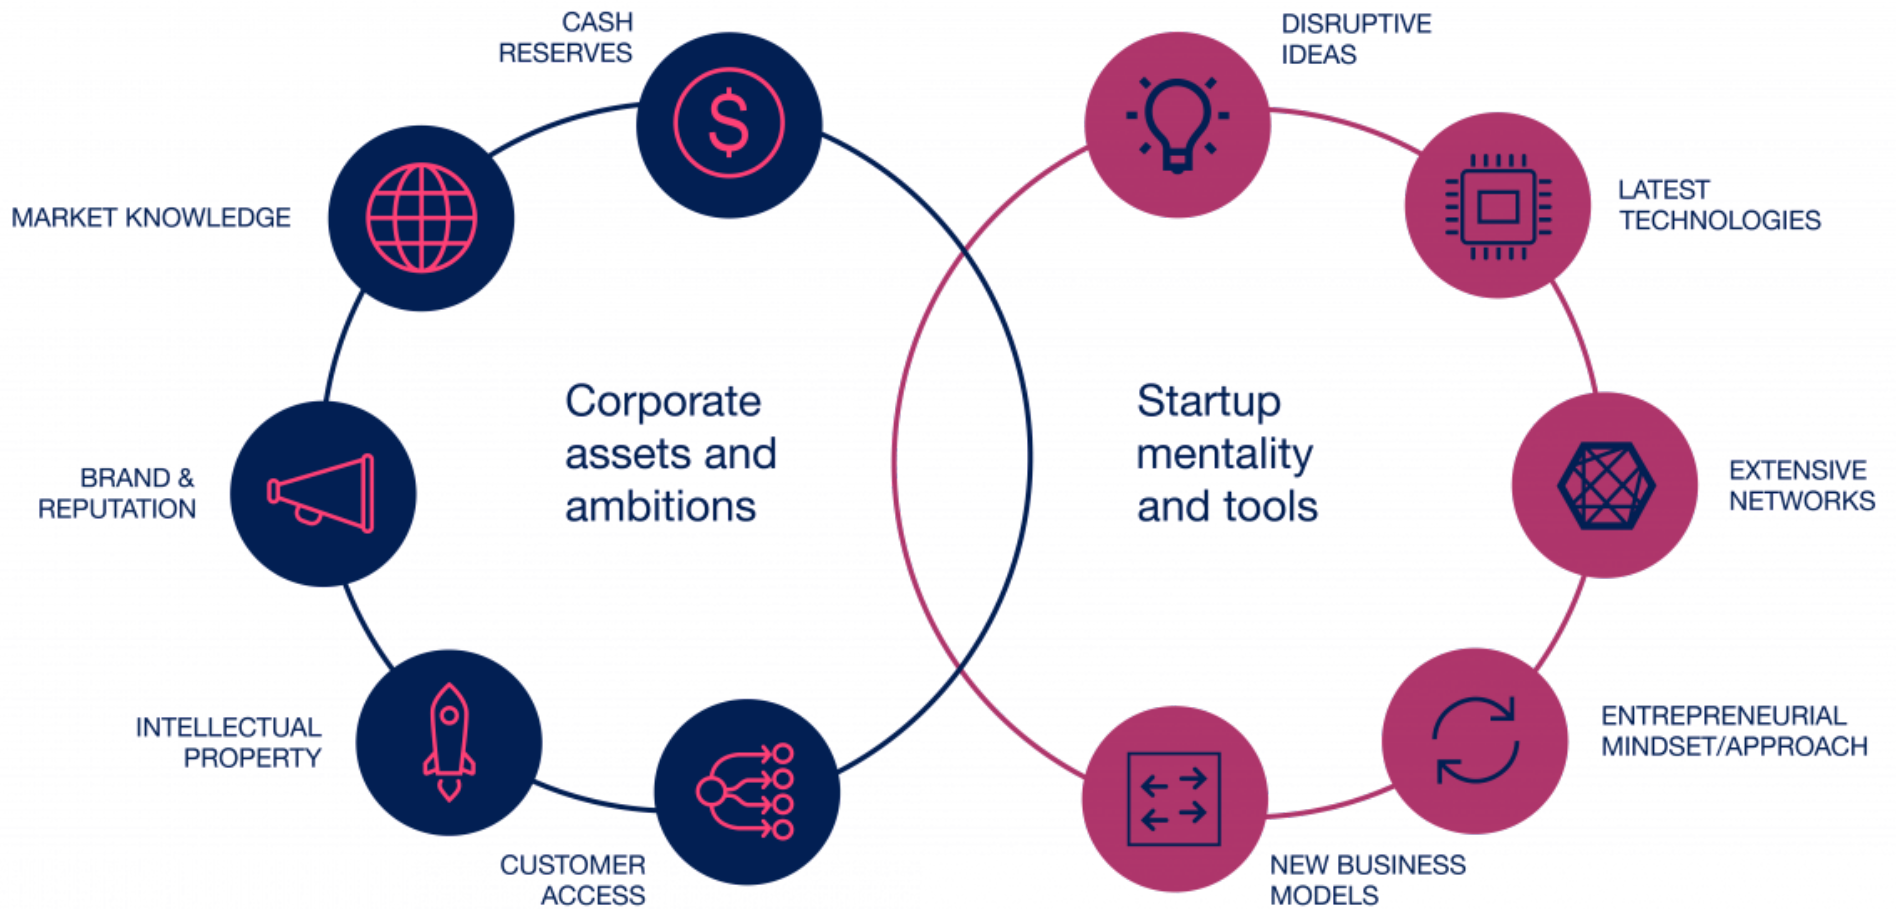 CASH
RESERVES
DISRUPTIVE
IDEAS
MARKET KNOWLEDGE
LATEST
TECHNOLOGIES
Corporate
assets and
ambitions
Startup
mentality
and tools
BRAND &
REPUTATION
EXTENSIVE
NETWORKS
INTELLECTUAL
PROPERTY
ENTREPRENEURIAL
MINDSET/APPROACH
CUSTOMER
ACCESS
NEW BUSINESS
MODELS
$